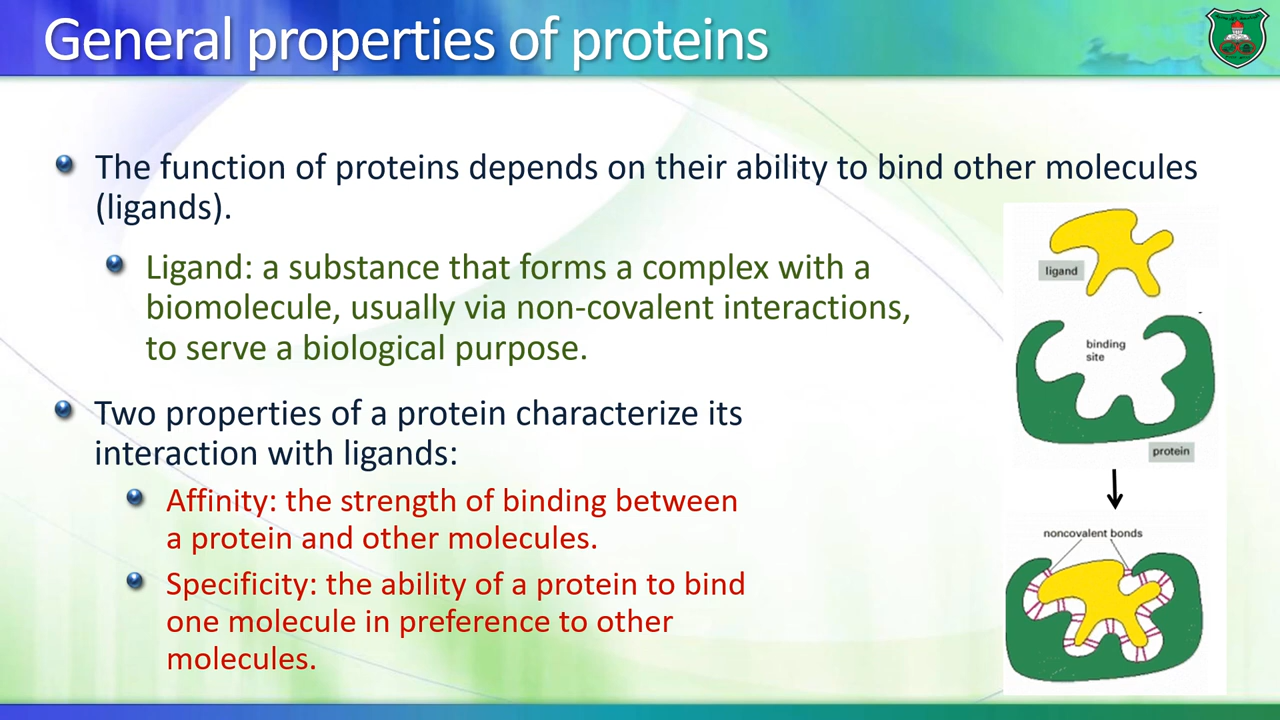 General properties of proteins
The function of proteins depends on their ability to bind other molecules
(ligands).
Ligand: a substance that forms a complex with a
biomolecule, usually via non-covalent interactions,
to serve a biological purpose.
Two properties of a protein characterize its
interaction with ligands:
Affinity: the strength of binding between
a protein and other molecules.
Specificity: the ability of a protein to bind
one molecule in preference to other
molecules.
ligand
binding
site
protein
noncovalent bonds